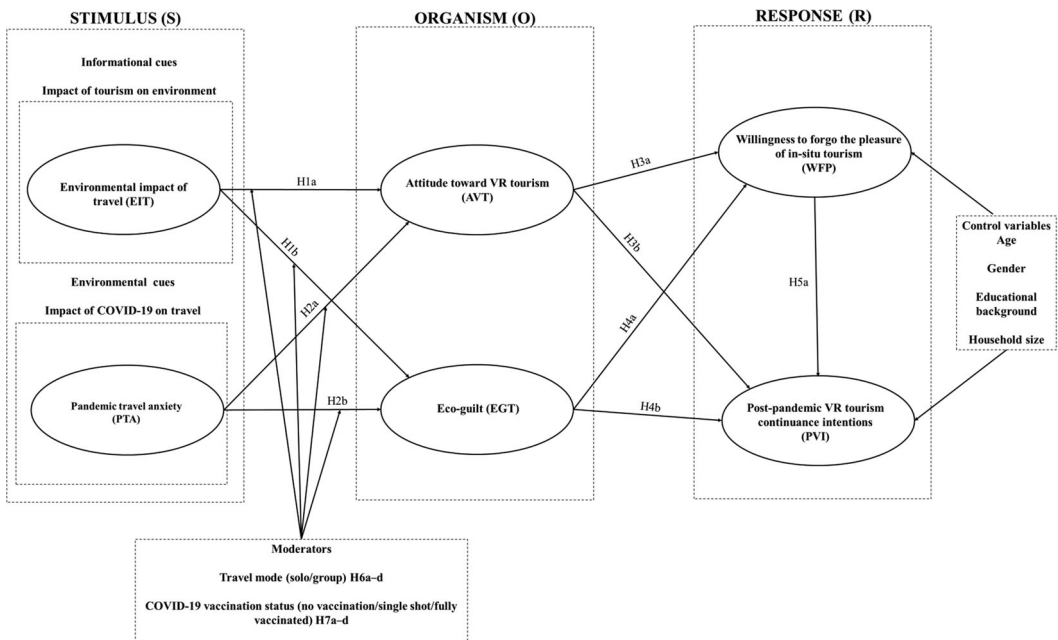 STIMULUS (S)
ORGANISM (O)
RESPONSE (R)
Informational cues
Impact of tourism on environment
Environmental impact of
travel (EIT)
Environmental cues
Impact of COVID-19 on travel
Pandemic travel anxiety
(PTA)
H1a
H1b
H2a
H2b
Attitude toward VR tourism
(AVT)
Eco-guilt (EGT)
H3a
H3b
H4a
H4b
Willingness to forgo the pleasure
of in-situ tourism
(WFP)
H5a
Post-pandemic VR tourism
continuance intentions
(PVI)
Control variables
Age
Gender
Educational
background
Household size
Moderators
Travel mode (solo/group) H6a–d
COVID-19 vaccination status (no vaccination/single shot/fully
vaccinated) H7a–d